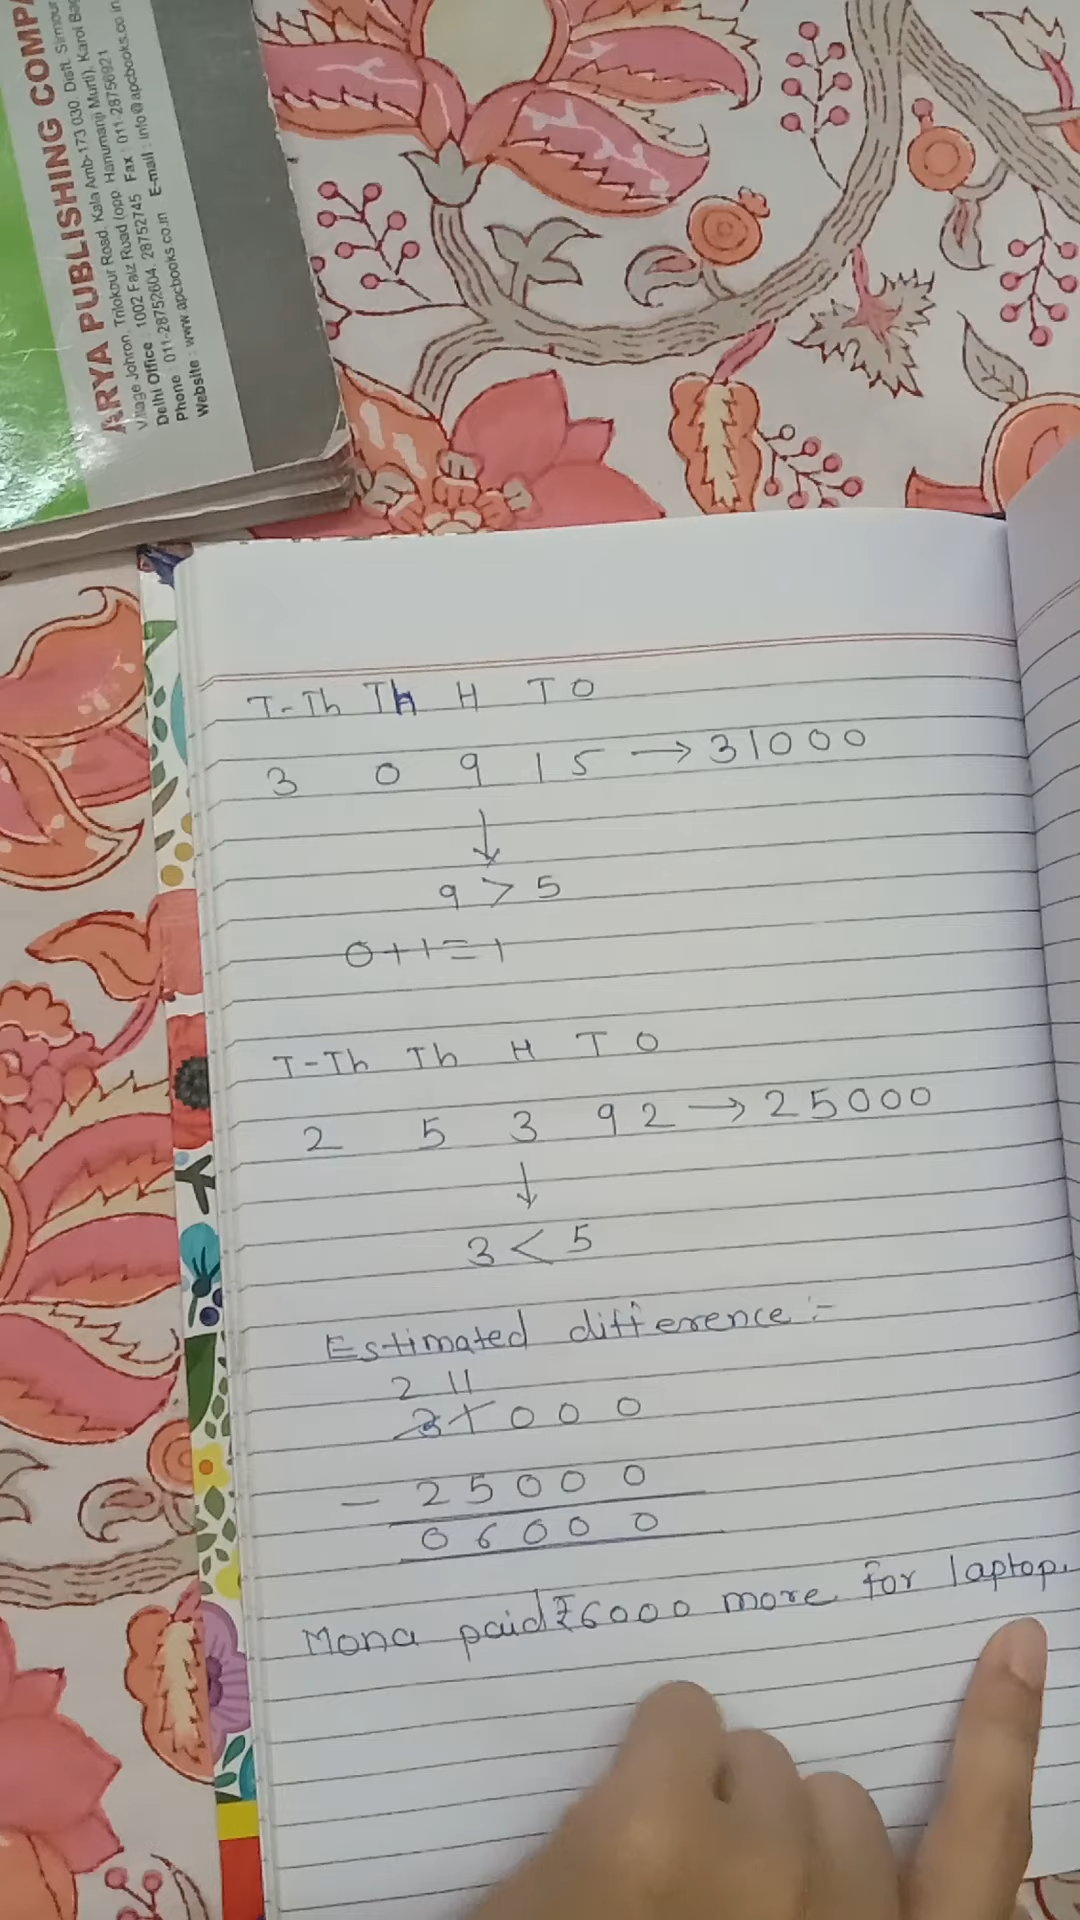 ARYA PUBLISHING COMPA
Village Johron, Trilokpur Road, Kala Amb-173 030, Distt. Sirmour
Delhi Office : 1002 Faiz Road (opp. Hanumanji Murti), Karol Bag
Phone : 011-28752604, 28752745 Fax : 011-28756921
Website : www.apcbooks.co.in E-mail : info@apcbooks.co.in
T-Th Th H T O
3 0 9 1 5 → 31000
↓
9 > 5
0+1=1
T-Th Th H T O
2 5 3 9 2 → 25000
↓
3 < 5
Estimated difference :-
2 11
31000
- 25000
06000
Mona paid ₹6000 more for laptop.